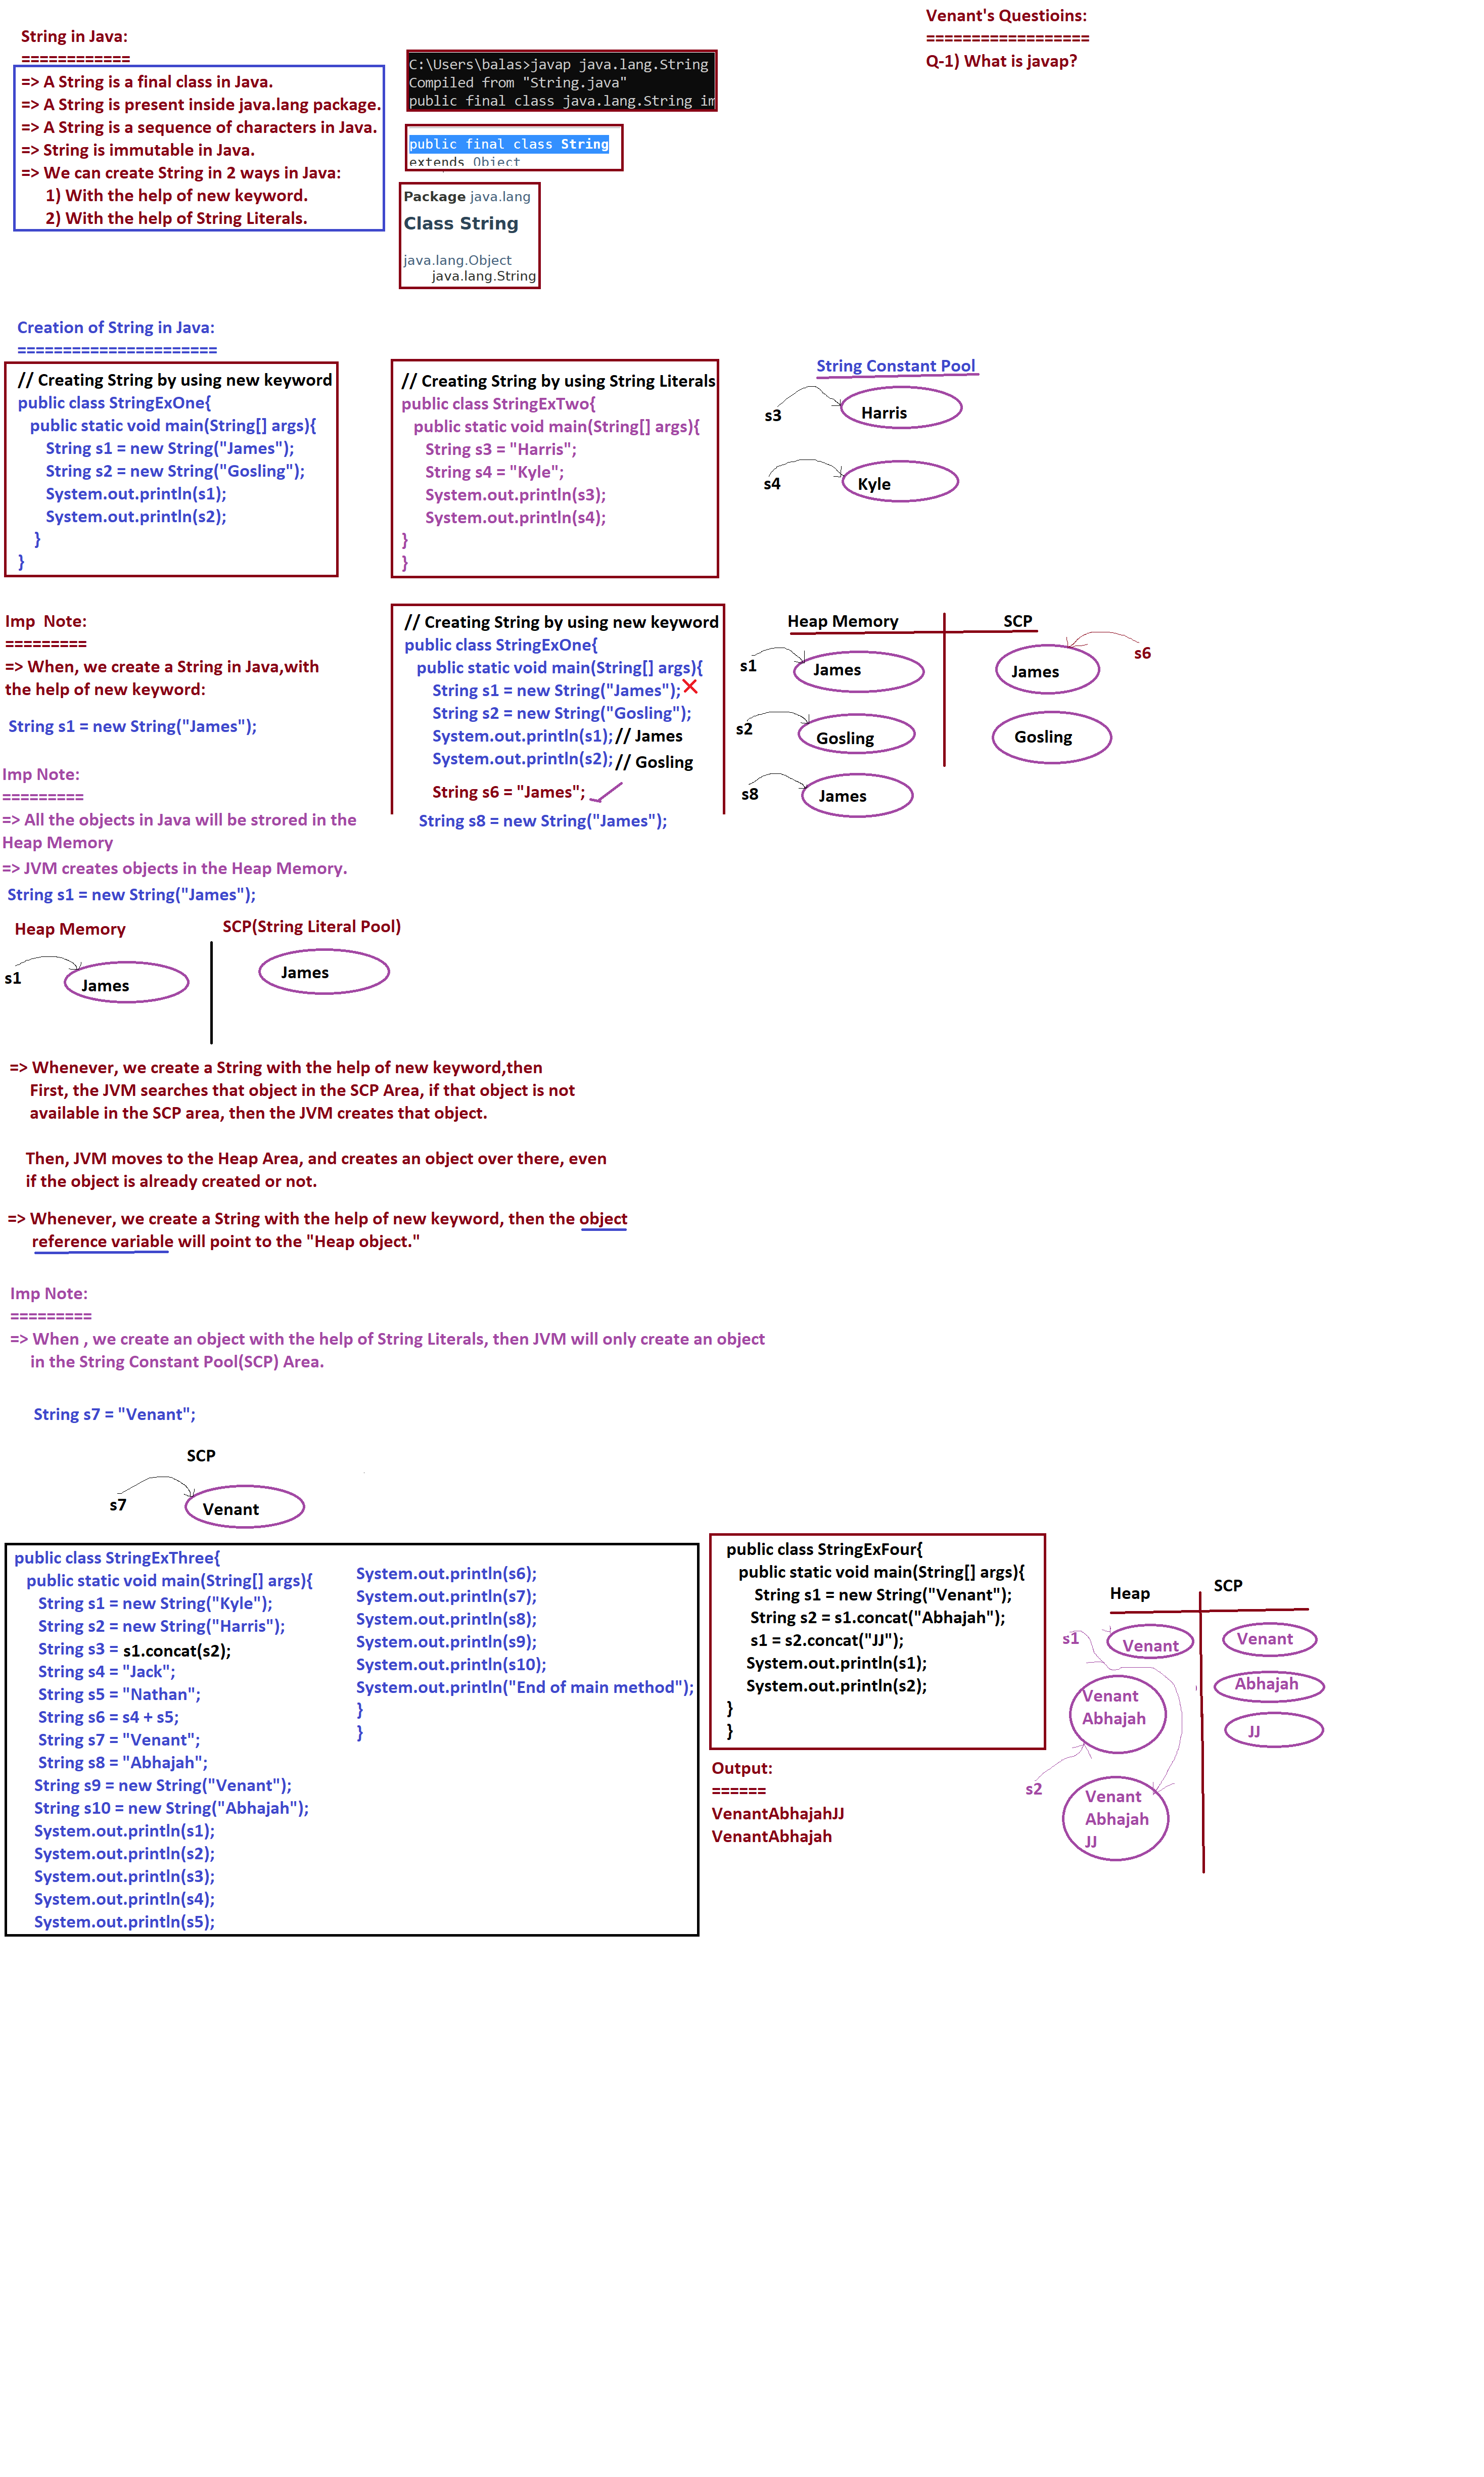 String in Java:
============
=> A String is a final class in Java.
=> A String is present inside java.lang package.
=> A String is a sequence of characters in Java.
=> String is immutable in Java.
=> We can create String in 2 ways in Java:
1) With the help of new keyword.
2) With the help of String Literals.
C:\Users\balas>javap java.lang.String
Compiled from "String.java"
public final class java.lang.String im
public final class String
extends Object
Package java.lang
Class String
java.lang.Object
java.lang.String
Venant's Questioins:
==================
Q-1) What is javap?
Creation of String in Java:
======================
// Creating String by using new keyword
public class StringExOne{
public static void main(String[] args){
String s1 = new String("James");
String s2 = new String("Gosling");
System.out.println(s1);
System.out.println(s2);
}
}
// Creating String by using String Literals
public class StringExTwo{
public static void main(String[] args){
String s3 = "Harris";
String s4 = "Kyle";
System.out.println(s3);
System.out.println(s4);
}
}
String Constant Pool
s3
Harris
s4
Kyle
Imp  Note:
=========
=> When, we create a String in Java,with
the help of new keyword:
String s1 = new String("James");
// Creating String by using new keyword
public class StringExOne{
public static void main(String[] args){
String s1 = new String("James");
String s2 = new String("Gosling");
System.out.println(s1); // James
System.out.println(s2); // Gosling
String s6 = "James";
String s8 = new String("James");
Heap Memory
SCP
s1
James
James
s6
s2
Gosling
Gosling
s8
James
Imp Note:
=========
=> All the objects in Java will be strored in the
Heap Memory
=> JVM creates objects in the Heap Memory.
String s1 = new String("James");
Heap Memory
SCP(String Literal Pool)
s1
James
James
=> Whenever, we create a String with the help of new keyword,then
First, the JVM searches that object in the SCP Area, if that object is not
available in the SCP area, then the JVM creates that object.
Then, JVM moves to the Heap Area, and creates an object over there, even
if the object is already created or not.
=> Whenever, we create a String with the help of new keyword, then the object
reference variable will point to the "Heap object."
Imp Note:
=========
=> When , we create an object with the help of String Literals, then JVM will only create an object
in the String Constant Pool(SCP) Area.
String s7 = "Venant";
SCP
s7
Venant
public class StringExThree{
public static void main(String[] args){
String s1 = new String("Kyle");
String s2 = new String("Harris");
String s3 = s1.concat(s2);
String s4 = "Jack";
String s5 = "Nathan";
String s6 = s4 + s5;
String s7 = "Venant";
String s8 = "Abhajah";
String s9 = new String("Venant");
String s10 = new String("Abhajah");
System.out.println(s1);
System.out.println(s2);
System.out.println(s3);
System.out.println(s4);
System.out.println(s5);
System.out.println(s6);
System.out.println(s7);
System.out.println(s8);
System.out.println(s9);
System.out.println(s10);
System.out.println("End of main method");
}
}
public class StringExFour{
public static void main(String[] args){
String s1 = new String("Venant");
String s2 = s1.concat("Abhajah");
s1 = s2.concat("JJ");
System.out.println(s1);
System.out.println(s2);
}
}
Output:
======
VenantAbhajahJJ
VenantAbhajah
Heap
SCP
s1
Venant
Venant
Venant
Abhajah
Abhajah
JJ
s2
Venant
Abhajah
JJ